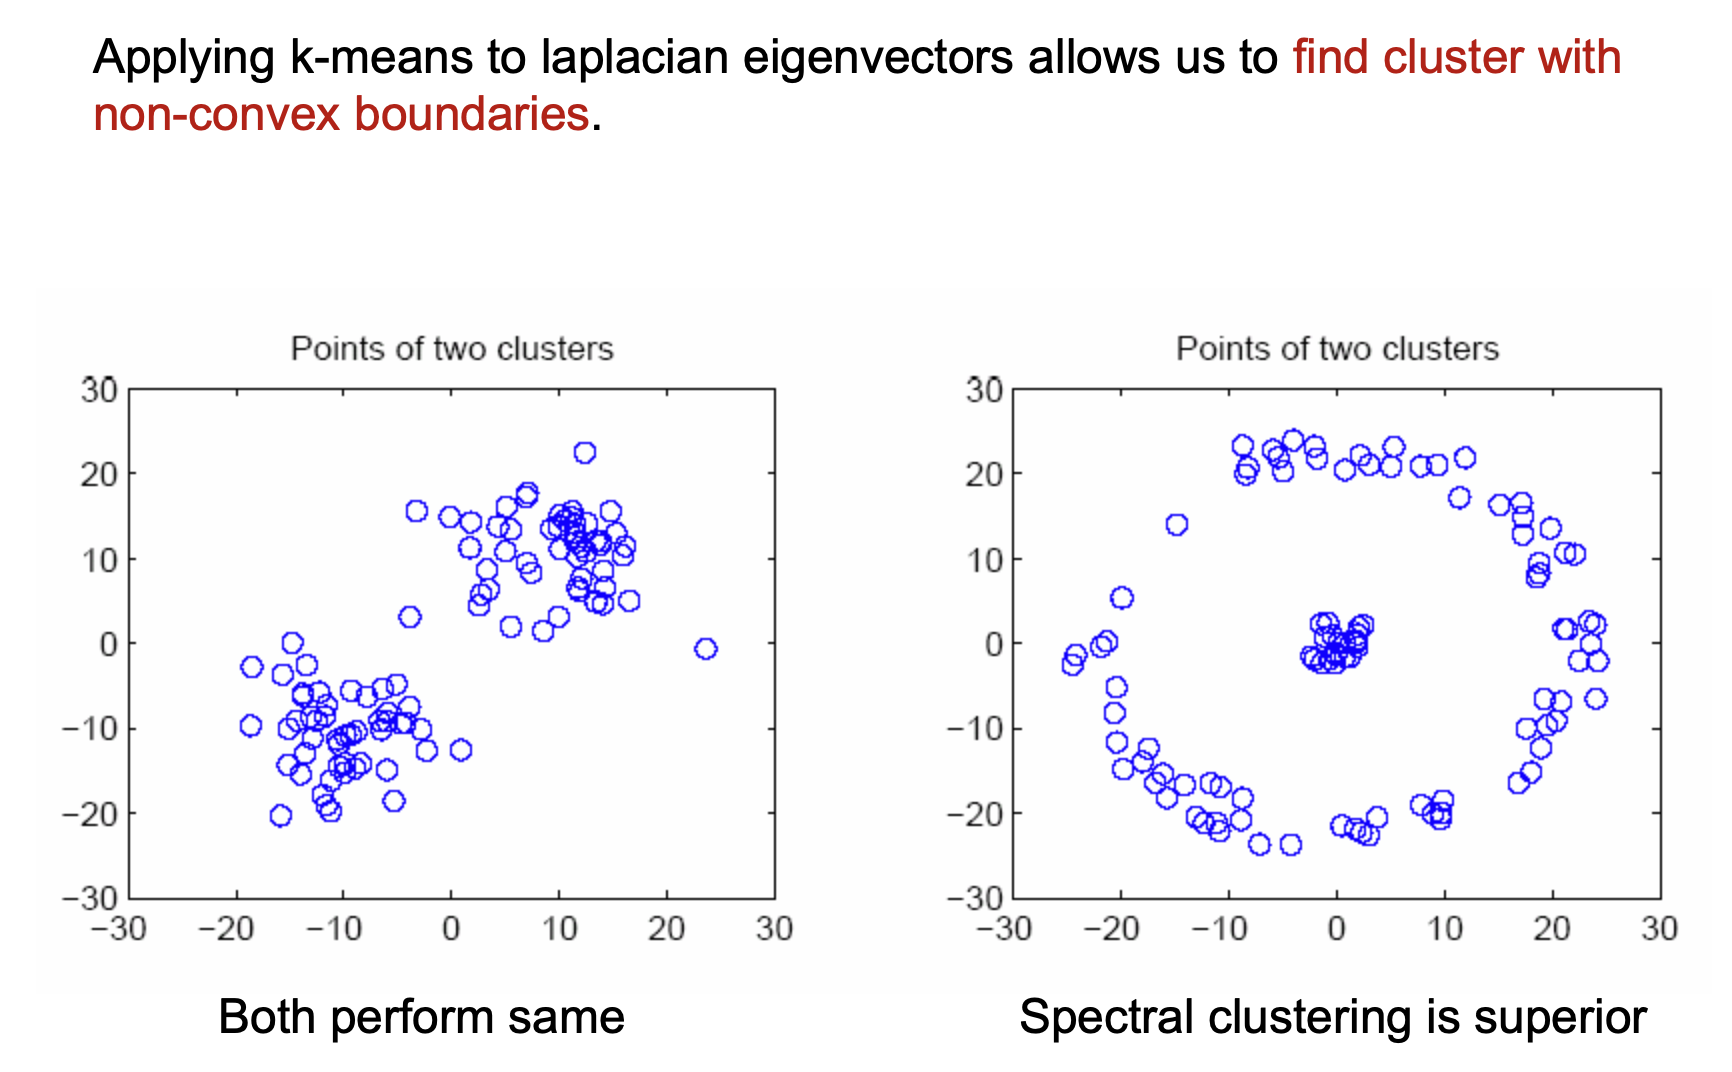 Applying k-means to laplacian eigenvectors allows us to find cluster with
non-convex boundaries.
Points of two clusters
30
20
10
0
−10
−20
−30
−30 −20 −10 0 10 20 30
Both perform same
Points of two clusters
30
20
10
0
−10
−20
−30
−30 −20 −10 0 10 20 30
Spectral clustering is superior